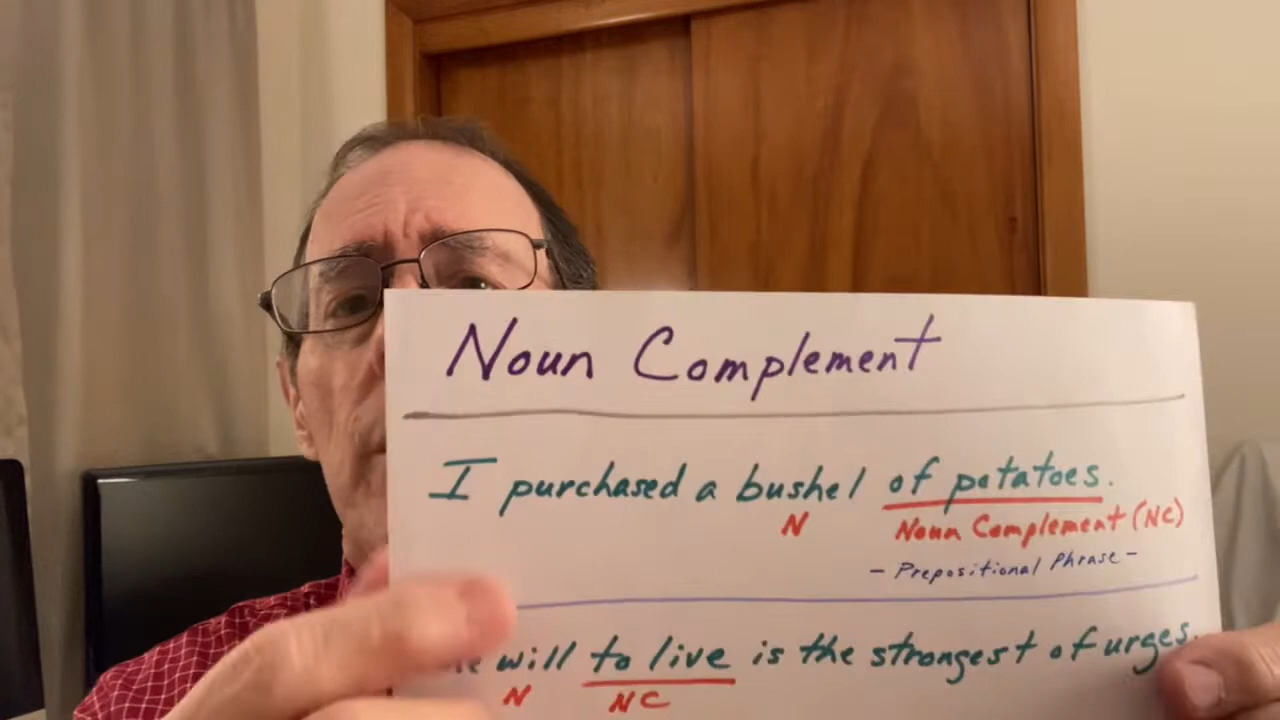 Noun Complement
I purchased a bushel of potatoes.
N Noun Complement (NC)
- Prepositional Phrase -
will to live is the strongest of urges.
N NC